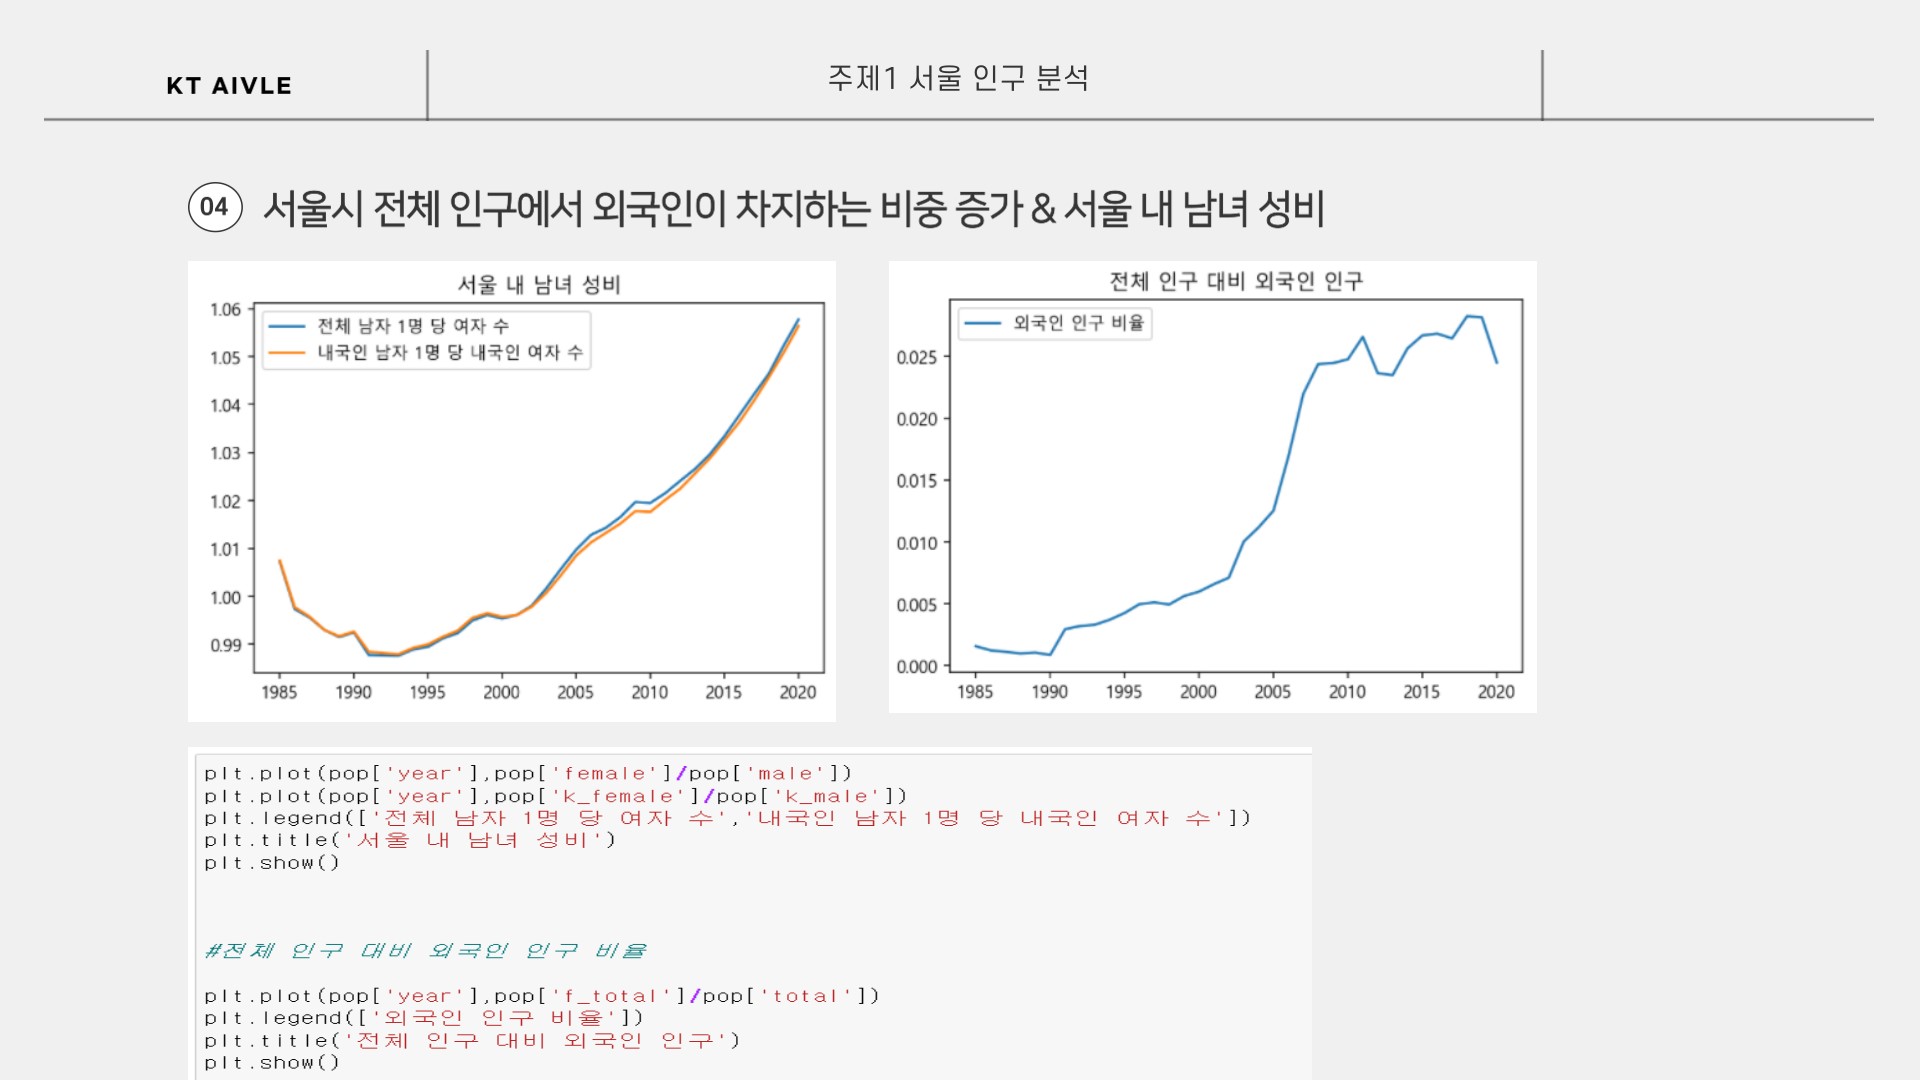 KT AIVLE
주제1 서울 인구 분석
04 서울시 전체 인구에서 외국인이 차지하는 비중 증가 & 서울 내 남녀 성비
서울 내 남녀 성비
전체 남자 1명 당 여자 수
내국인 남자 1명 당 내국인 여자 수
1.06
1.05
1.04
1.03
1.02
1.01
1.00
0.99
1985 1990 1995 2000 2005 2010 2015 2020
전체 인구 대비 외국인 인구
외국인 인구 비율
0.025
0.020
0.015
0.010
0.005
0.000
1985 1990 1995 2000 2005 2010 2015 2020
plt.plot(pop['year'],pop['female']/pop['male'])
plt.plot(pop['year'],pop['k_female']/pop['k_male'])
plt.legend(['전체 남자 1명 당 여자 수','내국인 남자 1명 당 내국인 여자 수'])
plt.title('서울 내 남녀 성비')
plt.show()
#전체 인구 대비 외국인 인구 비율
plt.plot(pop['year'],pop['f_total']/pop['total'])
plt.legend(['외국인 인구 비율'])
plt.title('전체 인구 대비 외국인 인구')
plt.show()